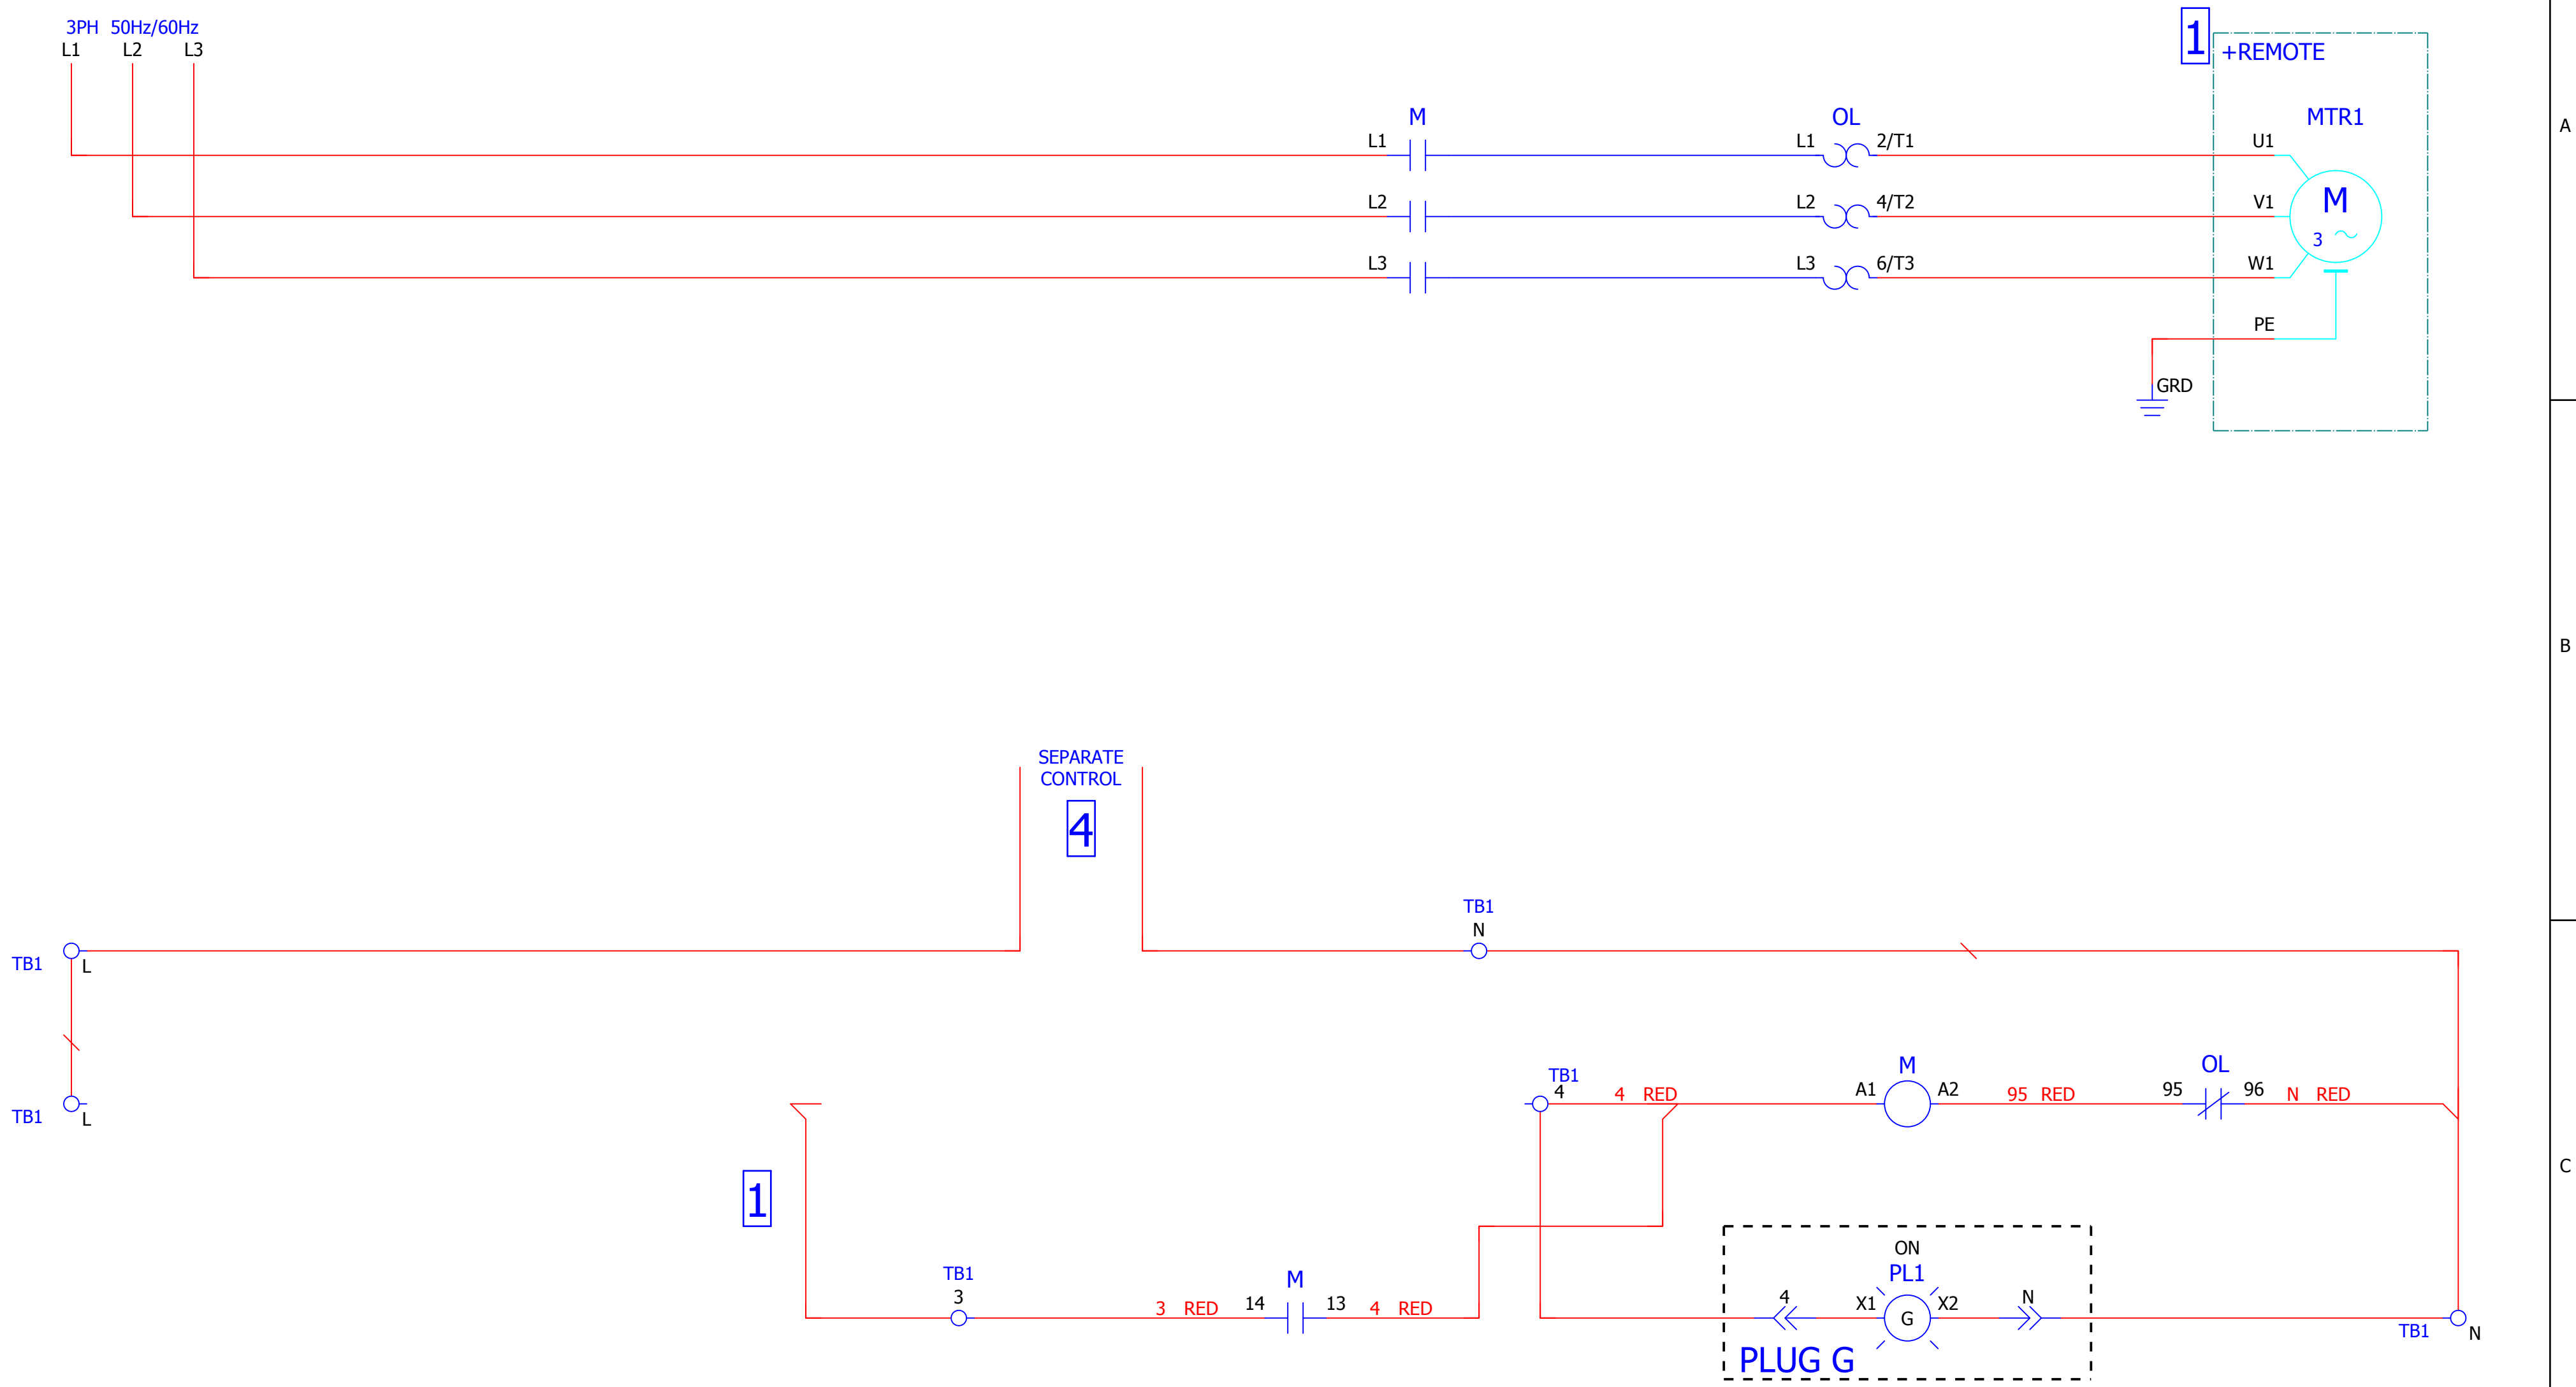 3PH 50Hz/60Hz
L1 L2 L3
1
+REMOTE
M OL MTR1
L1 L1 2/T1 U1
L2 L2 4/T2 V1
M
3
L3 L3 6/T3 W1
PE
GRD
A
B
C
SEPARATE
CONTROL
4
TB1
N
TB1 L
TB1 L
TB1
4
4 RED
M
A1 A2
95 RED
OL
95 96
N RED
1
TB1
3
3 RED
M
14 13
4 RED
ON
PL1
4 X1 G X2 N
PLUG G
TB1 N